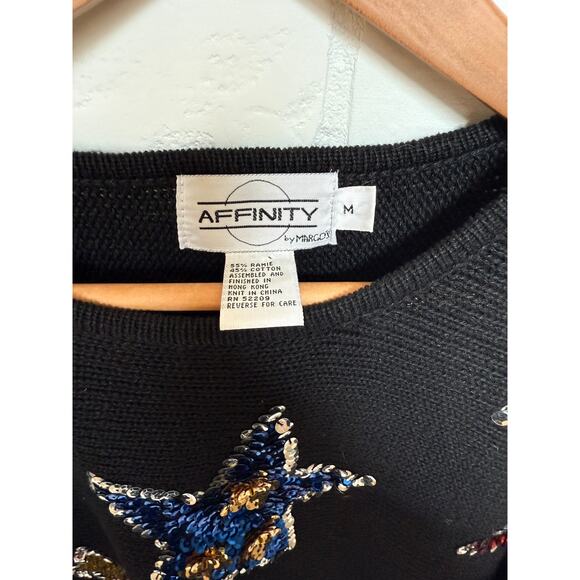 AFFINITY
by MARGO'S
M
55% RAMIE
45% COTTON
ASSEMBLED AND
FINISHED IN
HONG KONG
KNIT IN CHINA
RN 52209
REVERSE FOR CARE